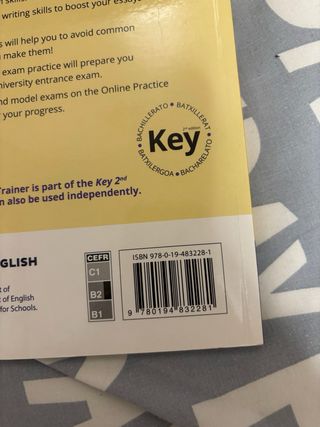 writing skills to boost your essay
s will help you to avoid common
make them!
exam practice will prepare you
iversity entrance exam.
nd model exams on the Online Practice
your progress.
BACHILLERATO • BATXILLERAT • BACHARELATO • BATXILERGOA •
Key
2nd edition
Trainer is part of the Key 2nd
n also be used independently.
GLISH
t of
t of English
for Schools.
CEFR
C1
B2
B1
ISBN 978-0-19-483228-1
9 780194 832281